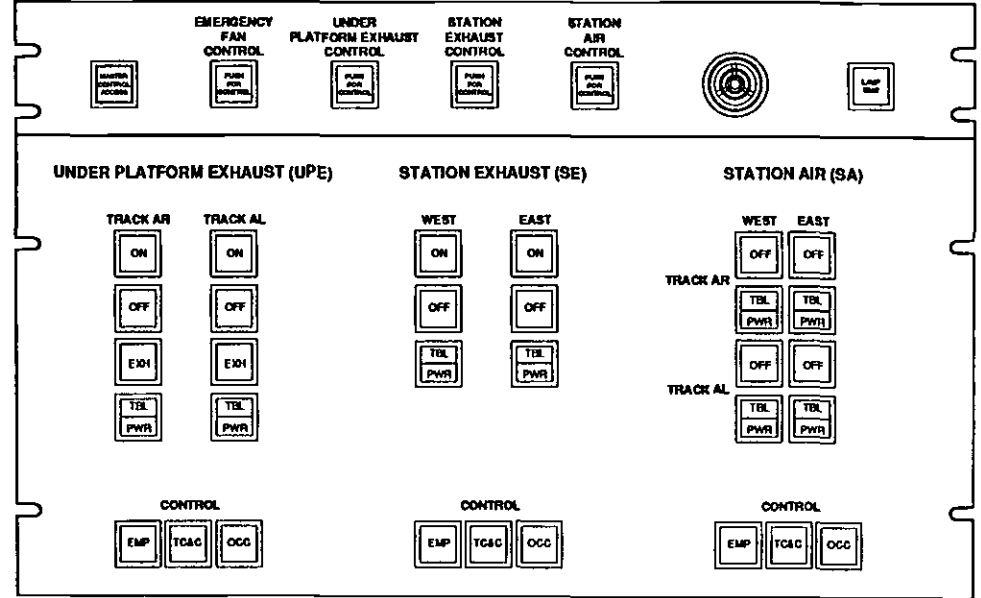 EMERGENCY
FAN
CONTROL
UNDER
PLATFORM EXHAUST
CONTROL
STATION
EXHAUST
CONTROL
STATION
AIR
CONTROL
MASTER
CONTROL
ACCESS
PUSH
FOR
CONTROL
PUSH
FOR
CONTROL
PUSH
FOR
CONTROL
PUSH
FOR
CONTROL
LAMP
TEST
UNDER PLATFORM EXHAUST (UPE)
TRACK AR TRACK AL
ON ON
OFF OFF
EXH EXH
TBL TBL
PWR PWR
CONTROL
EMP TC&C OCC
STATION EXHAUST (SE)
WEST EAST
ON ON
OFF OFF
TBL TBL
PWR PWR
CONTROL
EMP TC&C OCC
STATION AIR (SA)
WEST EAST
OFF OFF
TRACK AR
TBL TBL
PWR PWR
OFF OFF
TRACK AL
TBL TBL
PWR PWR
CONTROL
EMP TC&C OCC